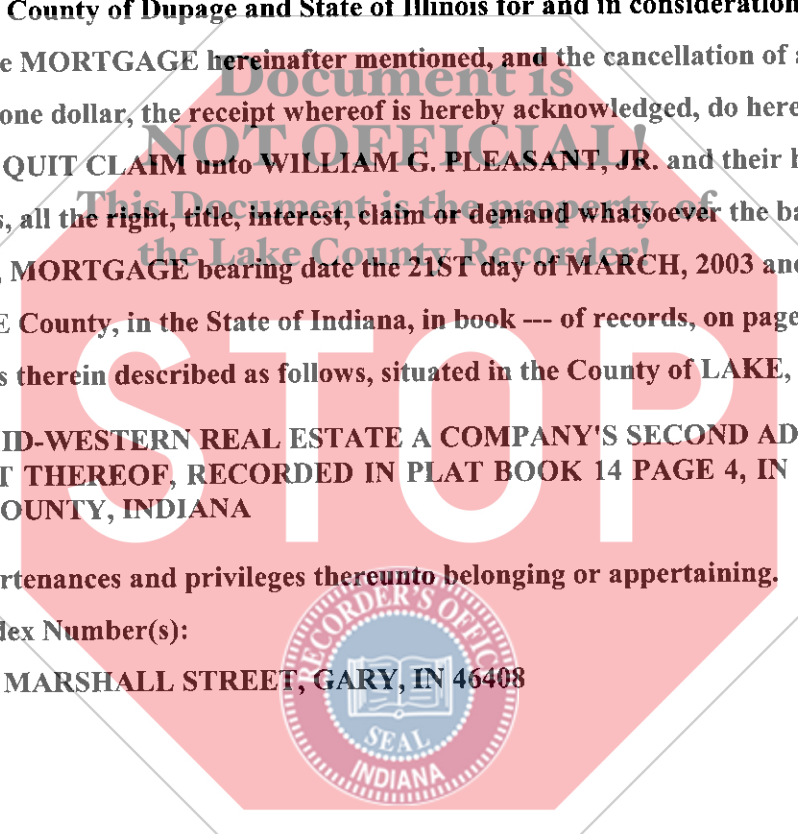 County of Dupage and State of Illinois for and in consideration
e MORTGAGE hereinafter mentioned, and the cancellation of a
Document is
one dollar, the receipt whereof is hereby acknowledged, do here
NOT OFFICIAL!
QUIT CLAIM unto WILLIAM G. PLEASANT, JR. and their h
This Document is the property of
s, all the right, title, interest, claim or demand whatsoever the ba
the Lake County Recorder!
, MORTGAGE bearing date the 21ST day of MARCH, 2003 and
E County, in the State of Indiana, in book --- of records, on page
s therein described as follows, situated in the County of LAKE,
STOP
ID-WESTERN REAL ESTATE A COMPANY'S SECOND AD
T THEREOF, RECORDED IN PLAT BOOK 14 PAGE 4, IN
OUNTY, INDIANA
rtenances and privileges thereunto belonging or appertaining.
RECORDER'S OFFICE
dex Number(s):
MARSHALL STREET, GARY, IN 46408
SEAL
INDIANA